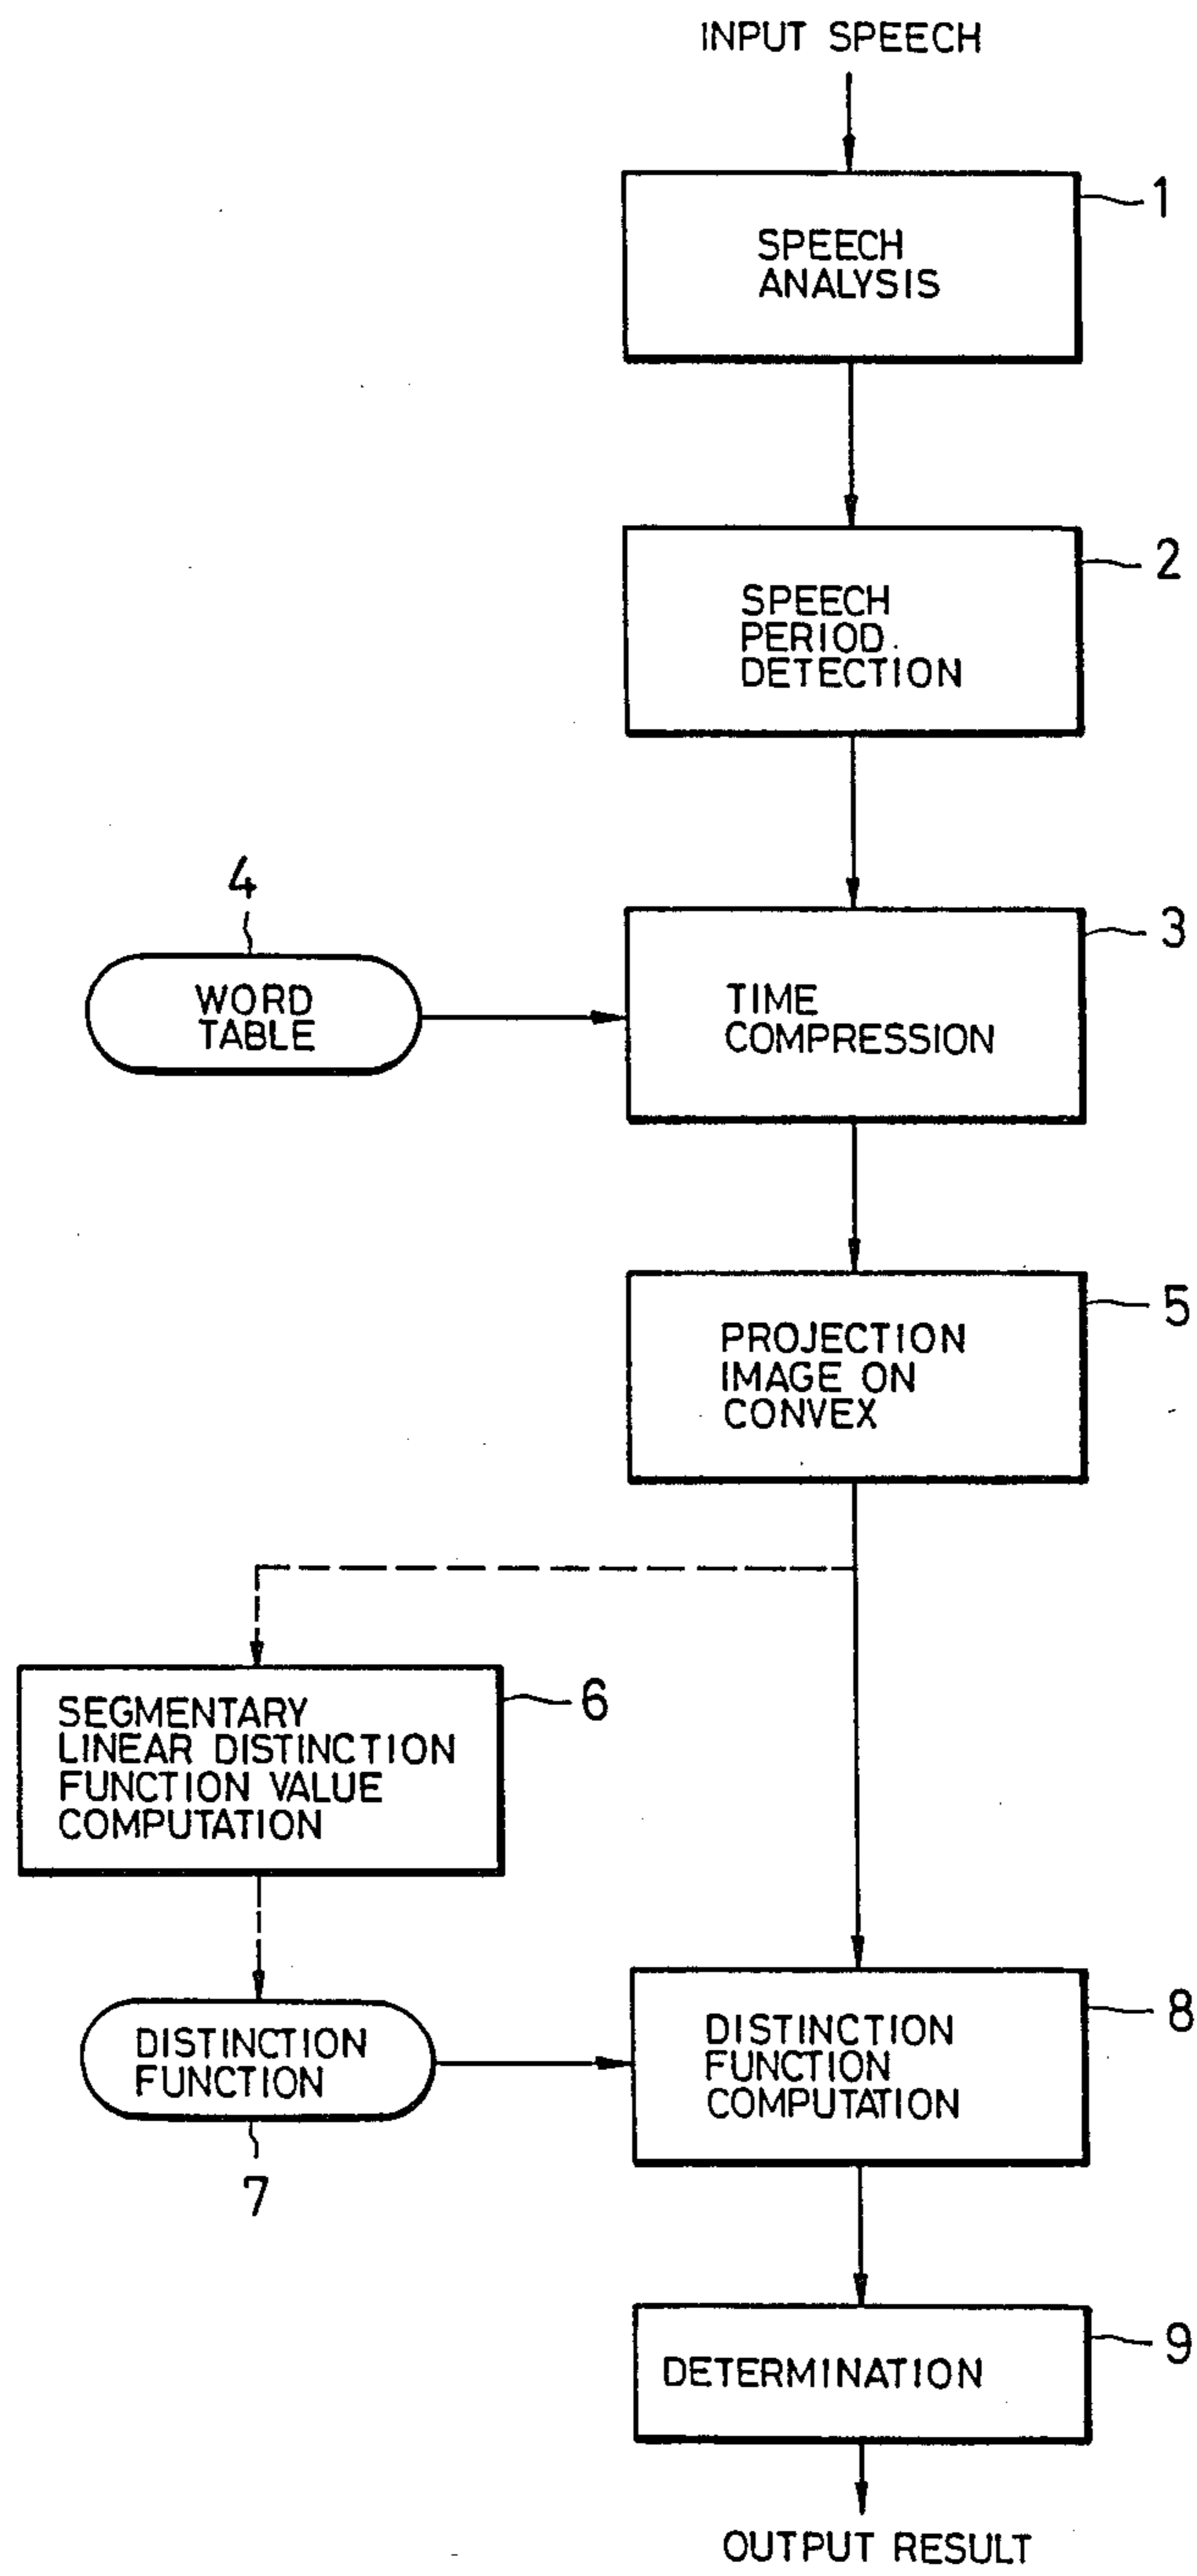 INPUT SPEECH
1
SPEECH
ANALYSIS
2
SPEECH
PERIOD
DETECTION
4
WORD
TABLE
3
TIME
COMPRESSION
5
PROJECTION
IMAGE ON
CONVEX
6
SEGMENTARY
LINEAR DISTINCTION
FUNCTION VALUE
COMPUTATION
DISTINCTION
FUNCTION
7
8
DISTINCTION
FUNCTION
COMPUTATION
9
DETERMINATION
OUTPUT RESULT